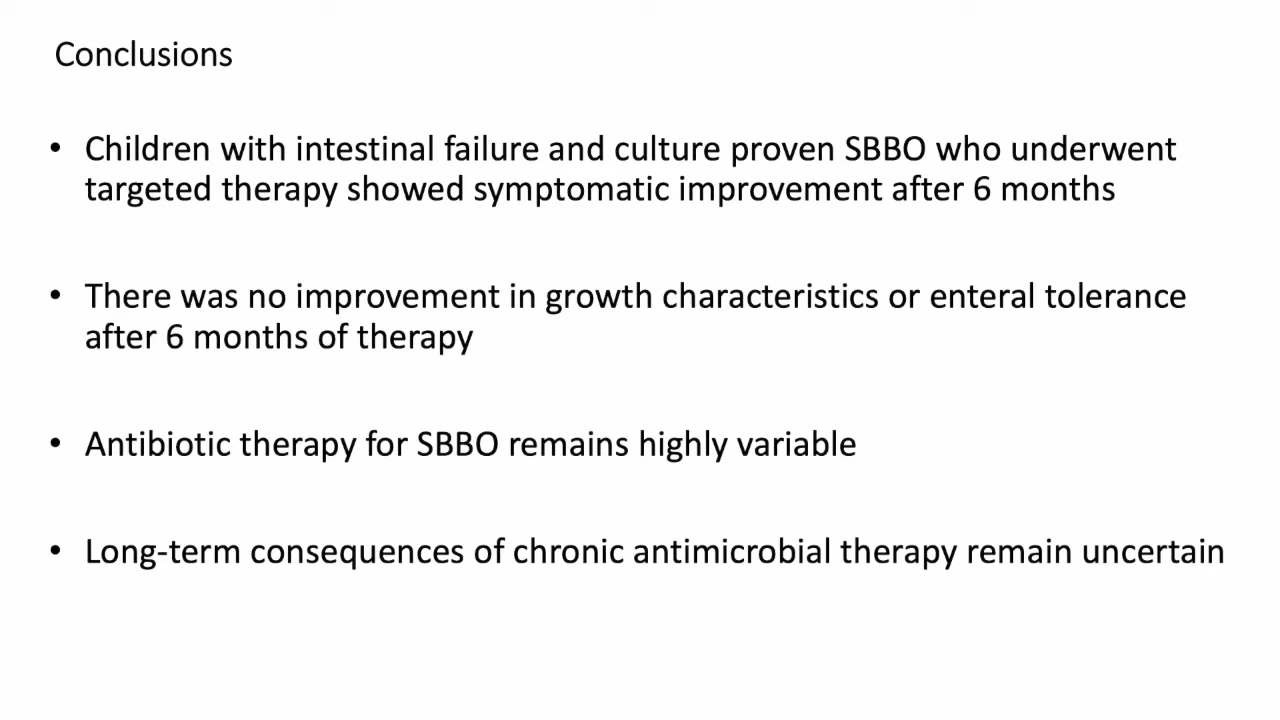 Conclusions
• Children with intestinal failure and culture proven SBBO who underwent
targeted therapy showed symptomatic improvement after 6 months
• There was no improvement in growth characteristics or enteral tolerance
after 6 months of therapy
• Antibiotic therapy for SBBO remains highly variable
• Long-term consequences of chronic antimicrobial therapy remain uncertain